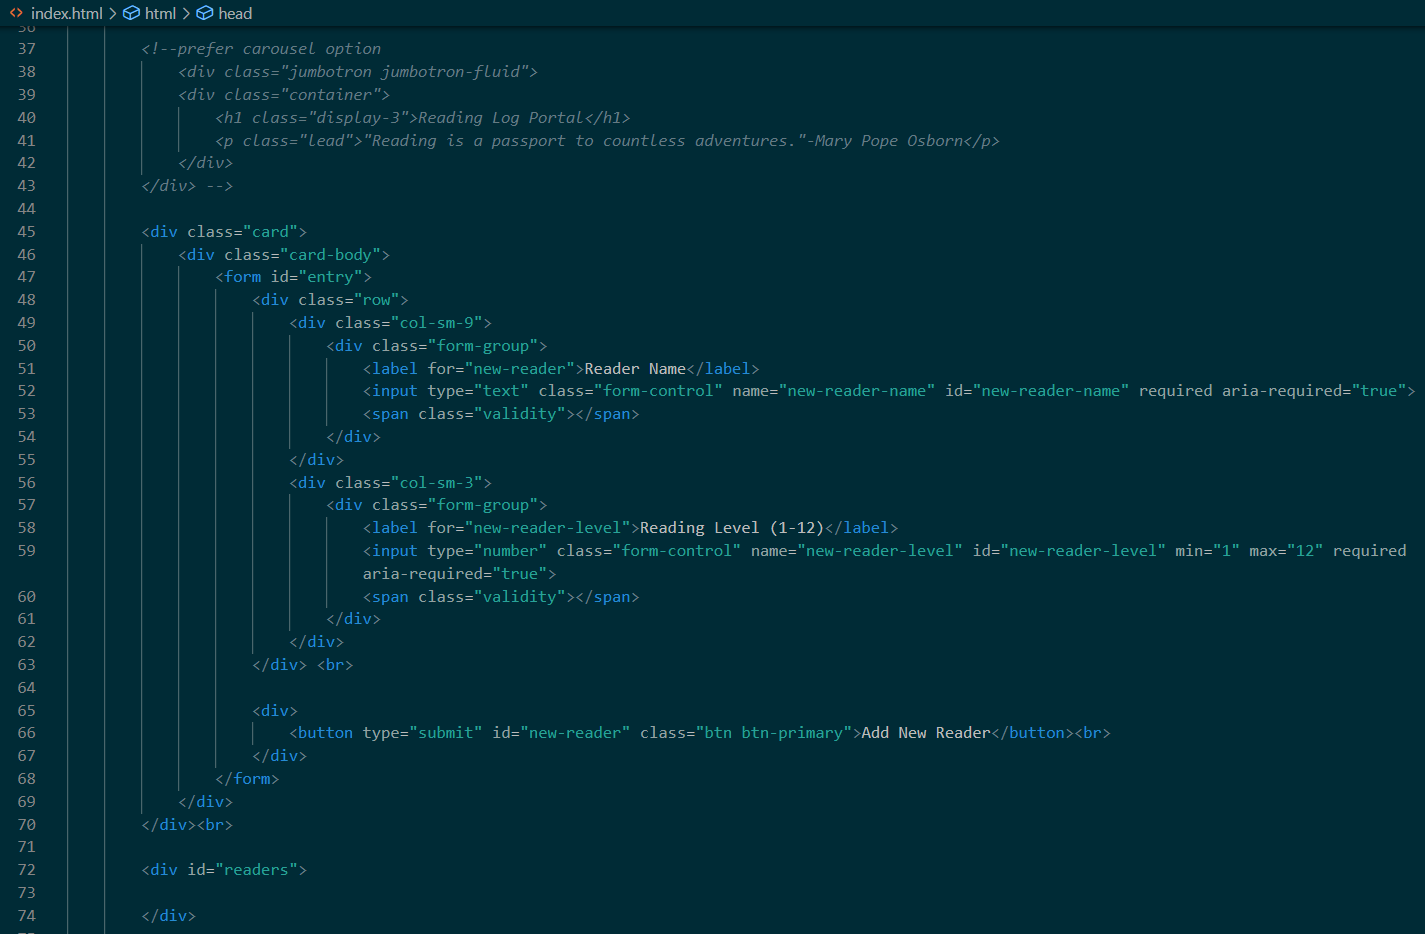 index.html > html > head
36
37 <!--prefer carousel option
38 <div class="jumbotron jumbotron-fluid">
39 <div class="container">
40 <h1 class="display-3">Reading Log Portal</h1>
41 <p class="lead">"Reading is a passport to countless adventures."-Mary Pope Osborn</p>
42 </div>
43 </div> -->
44
45 <div class="card">
46 <div class="card-body">
47 <form id="entry">
48 <div class="row">
49 <div class="col-sm-9">
50 <div class="form-group">
51 <label for="new-reader">Reader Name</label>
52 <input type="text" class="form-control" name="new-reader-name" id="new-reader-name" required aria-required="true">
53 <span class="validity"></span>
54 </div>
55 </div>
56 <div class="col-sm-3">
57 <div class="form-group">
58 <label for="new-reader-level">Reading Level (1-12)</label>
59 <input type="number" class="form-control" name="new-reader-level" id="new-reader-level" min="1" max="12" required
aria-required="true">
60 <span class="validity"></span>
61 </div>
62 </div>
63 </div> <br>
64
65 <div>
66 <button type="submit" id="new-reader" class="btn btn-primary">Add New Reader</button><br>
67 </div>
68 </form>
69 </div>
70 </div><br>
71
72 <div id="readers">
73
74 </div>